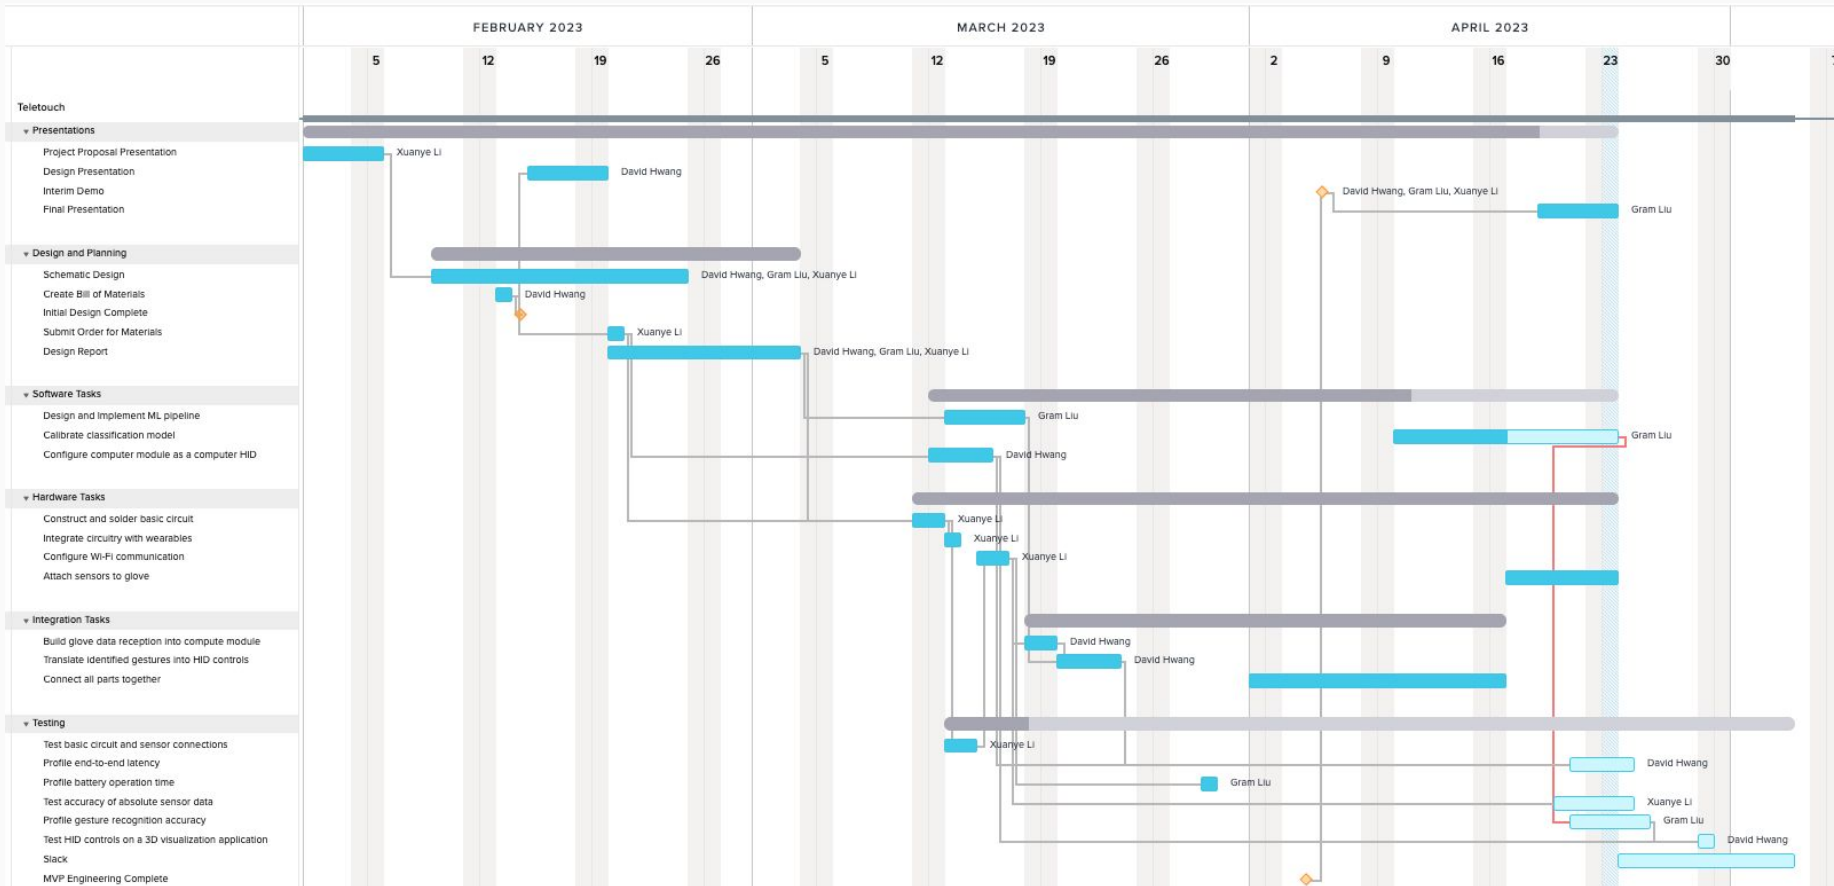 FEBRUARY 2023 MARCH 2023 APRIL 2023
5 12 19 26 5 12 19 26 2 9 16 23 30
Teletouch
Presentations
Project Proposal Presentation Xuanye Li
Design Presentation David Hwang
Interim Demo David Hwang, Gram Liu, Xuanye Li
Final Presentation Gram Liu
Design and Planning
Schematic Design David Hwang, Gram Liu, Xuanye Li
Create Bill of Materials David Hwang
Initial Design Complete
Submit Order for Materials Xuanye Li
Design Report David Hwang, Gram Liu, Xuanye Li
Software Tasks
Design and Implement ML pipeline Gram Liu
Calibrate classification model Gram Liu
Configure computer module as a computer HID David Hwang
Hardware Tasks
Construct and solder basic circuit Xuanye Li
Integrate circuitry with wearables Xuanye Li
Configure Wi-Fi communication Xuanye Li
Attach sensors to glove
Integration Tasks
Build glove data reception into compute module David Hwang
Translate identified gestures into HID controls David Hwang
Connect all parts together
Testing
Test basic circuit and sensor connections Xuanye Li
Profile end-to-end latency David Hwang
Profile battery operation time Gram Liu
Test accuracy of absolute sensor data Xuanye Li
Profile gesture recognition accuracy Gram Liu
Test HID controls on a 3D visualization application David Hwang
Slack
MVP Engineering Complete